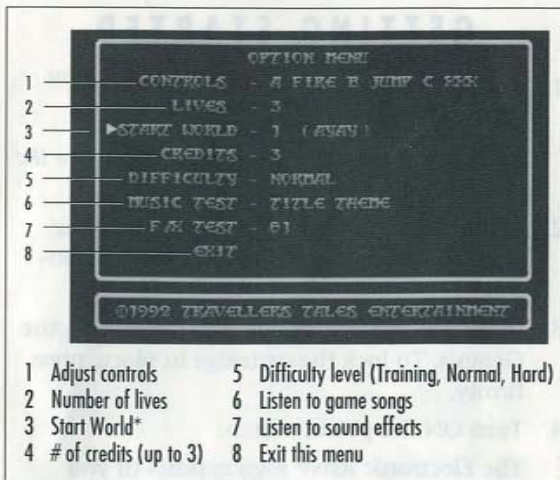 GETTING STARTED
OPTION MENU
1 CONTROLS - A FIRE B JUMP C XXX
2 LIVES - 3
3 ▶START WORLD - 1 (AYAY)
4 CREDITS - 3
5 DIFFICULTY - NORMAL
6 MUSIC TEST - TITLE THEME
7 F/X TEST - 01
8 EXIT
©1992 TRAVELLERS TALES ENTERTAINMENT
1 Adjust controls
2 Number of lives
3 Start World*
4 # of credits (up to 3)
5 Difficulty level (Training, Normal, Hard)
6 Listen to game songs
7 Listen to sound effects
8 Exit this menu